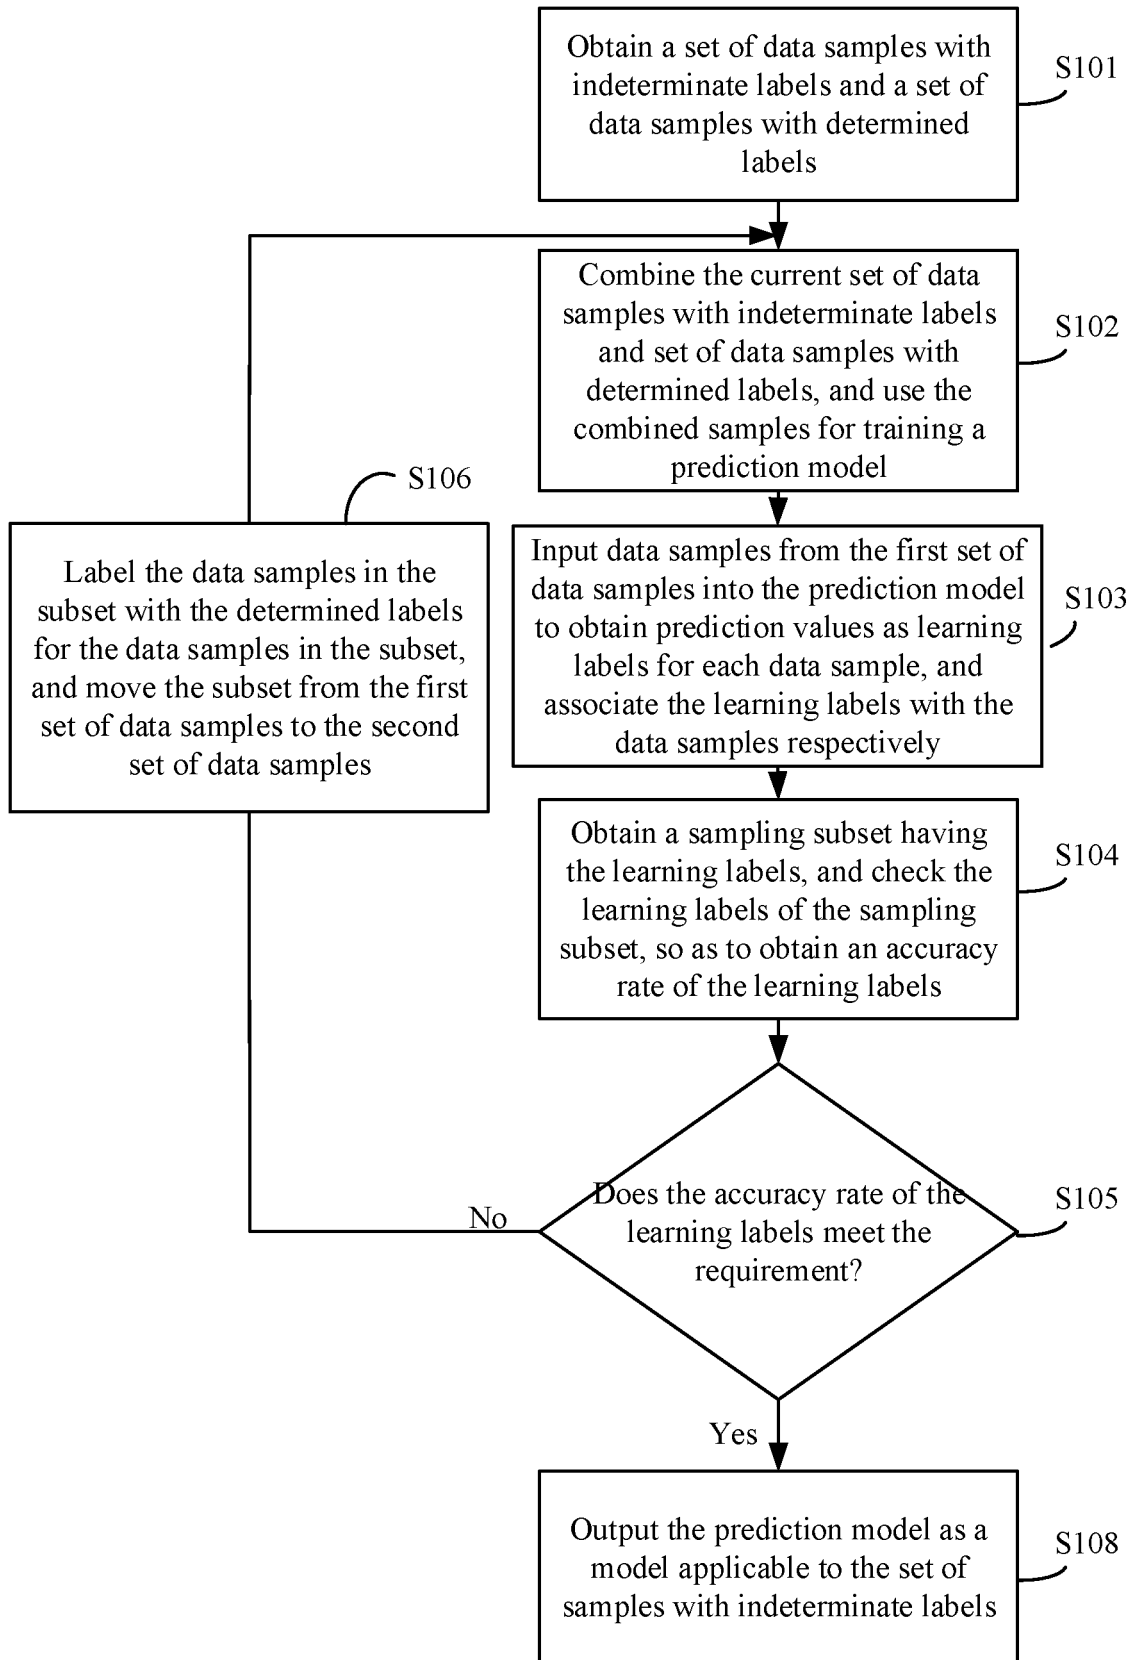 Obtain a set of data samples with
indeterminate labels and a set of
data samples with determined
labels
S101
Combine the current set of data
samples with indeterminate labels
and set of data samples with
determined labels, and use the
combined samples for training a
prediction model
S102
S106
Label the data samples in the
subset with the determined labels
for the data samples in the subset,
and move the subset from the first
set of data samples to the second
set of data samples
Input data samples from the first set of
data samples into the prediction model
to obtain prediction values as learning
labels for each data sample, and
associate the learning labels with the
data samples respectively
S103
Obtain a sampling subset having
the learning labels, and check the
learning labels of the sampling
subset, so as to obtain an accuracy
rate of the learning labels
S104
Does the accuracy rate of the
learning labels meet the
requirement?
S105
No
Yes
Output the prediction model as a
model applicable to the set of
samples with indeterminate labels
S108